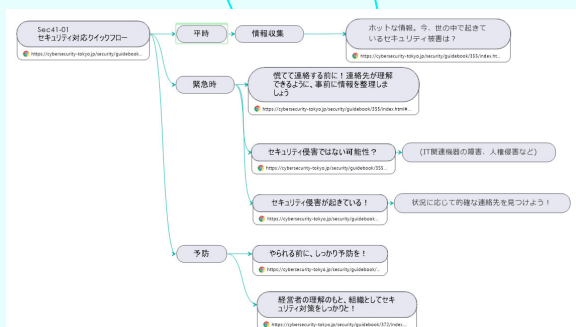 Sec41-01
セキュリティ対応クイックフロー
https://cybersecurity-tokyo.jp/security/guidebook...
平時
情報収集
ホットな情報。今、世の中で起きて
いるセキュリティ被害は？
https://cybersecurity-tokyo.jp/security/guidebook/355/index.ht...
緊急時
慌てて連絡する前に！連絡先が理解
できるように、事前に情報を整理しま
しょう
https://cybersecurity-tokyo.jp/security/guidebook/355/index.html#...
セキュリティ侵害ではない可能性？
https://cybersecurity-tokyo.jp/security/guidebook/355...
(IT関連機器の障害、人権侵害など)
セキュリティ侵害が起きている！
https://cybersecurity-tokyo.jp/security/guidebook...
状況に応じて的確な連絡先を見つけよう！
予防
やられる前に、しっかり予防を！
https://cybersecurity-tokyo.jp/security/guidebook/...
経営者の理解のもと、組織としてセキ
ュリティ対策をしっかりと！
https://cybersecurity-tokyo.jp/security/guidebook/372/index...